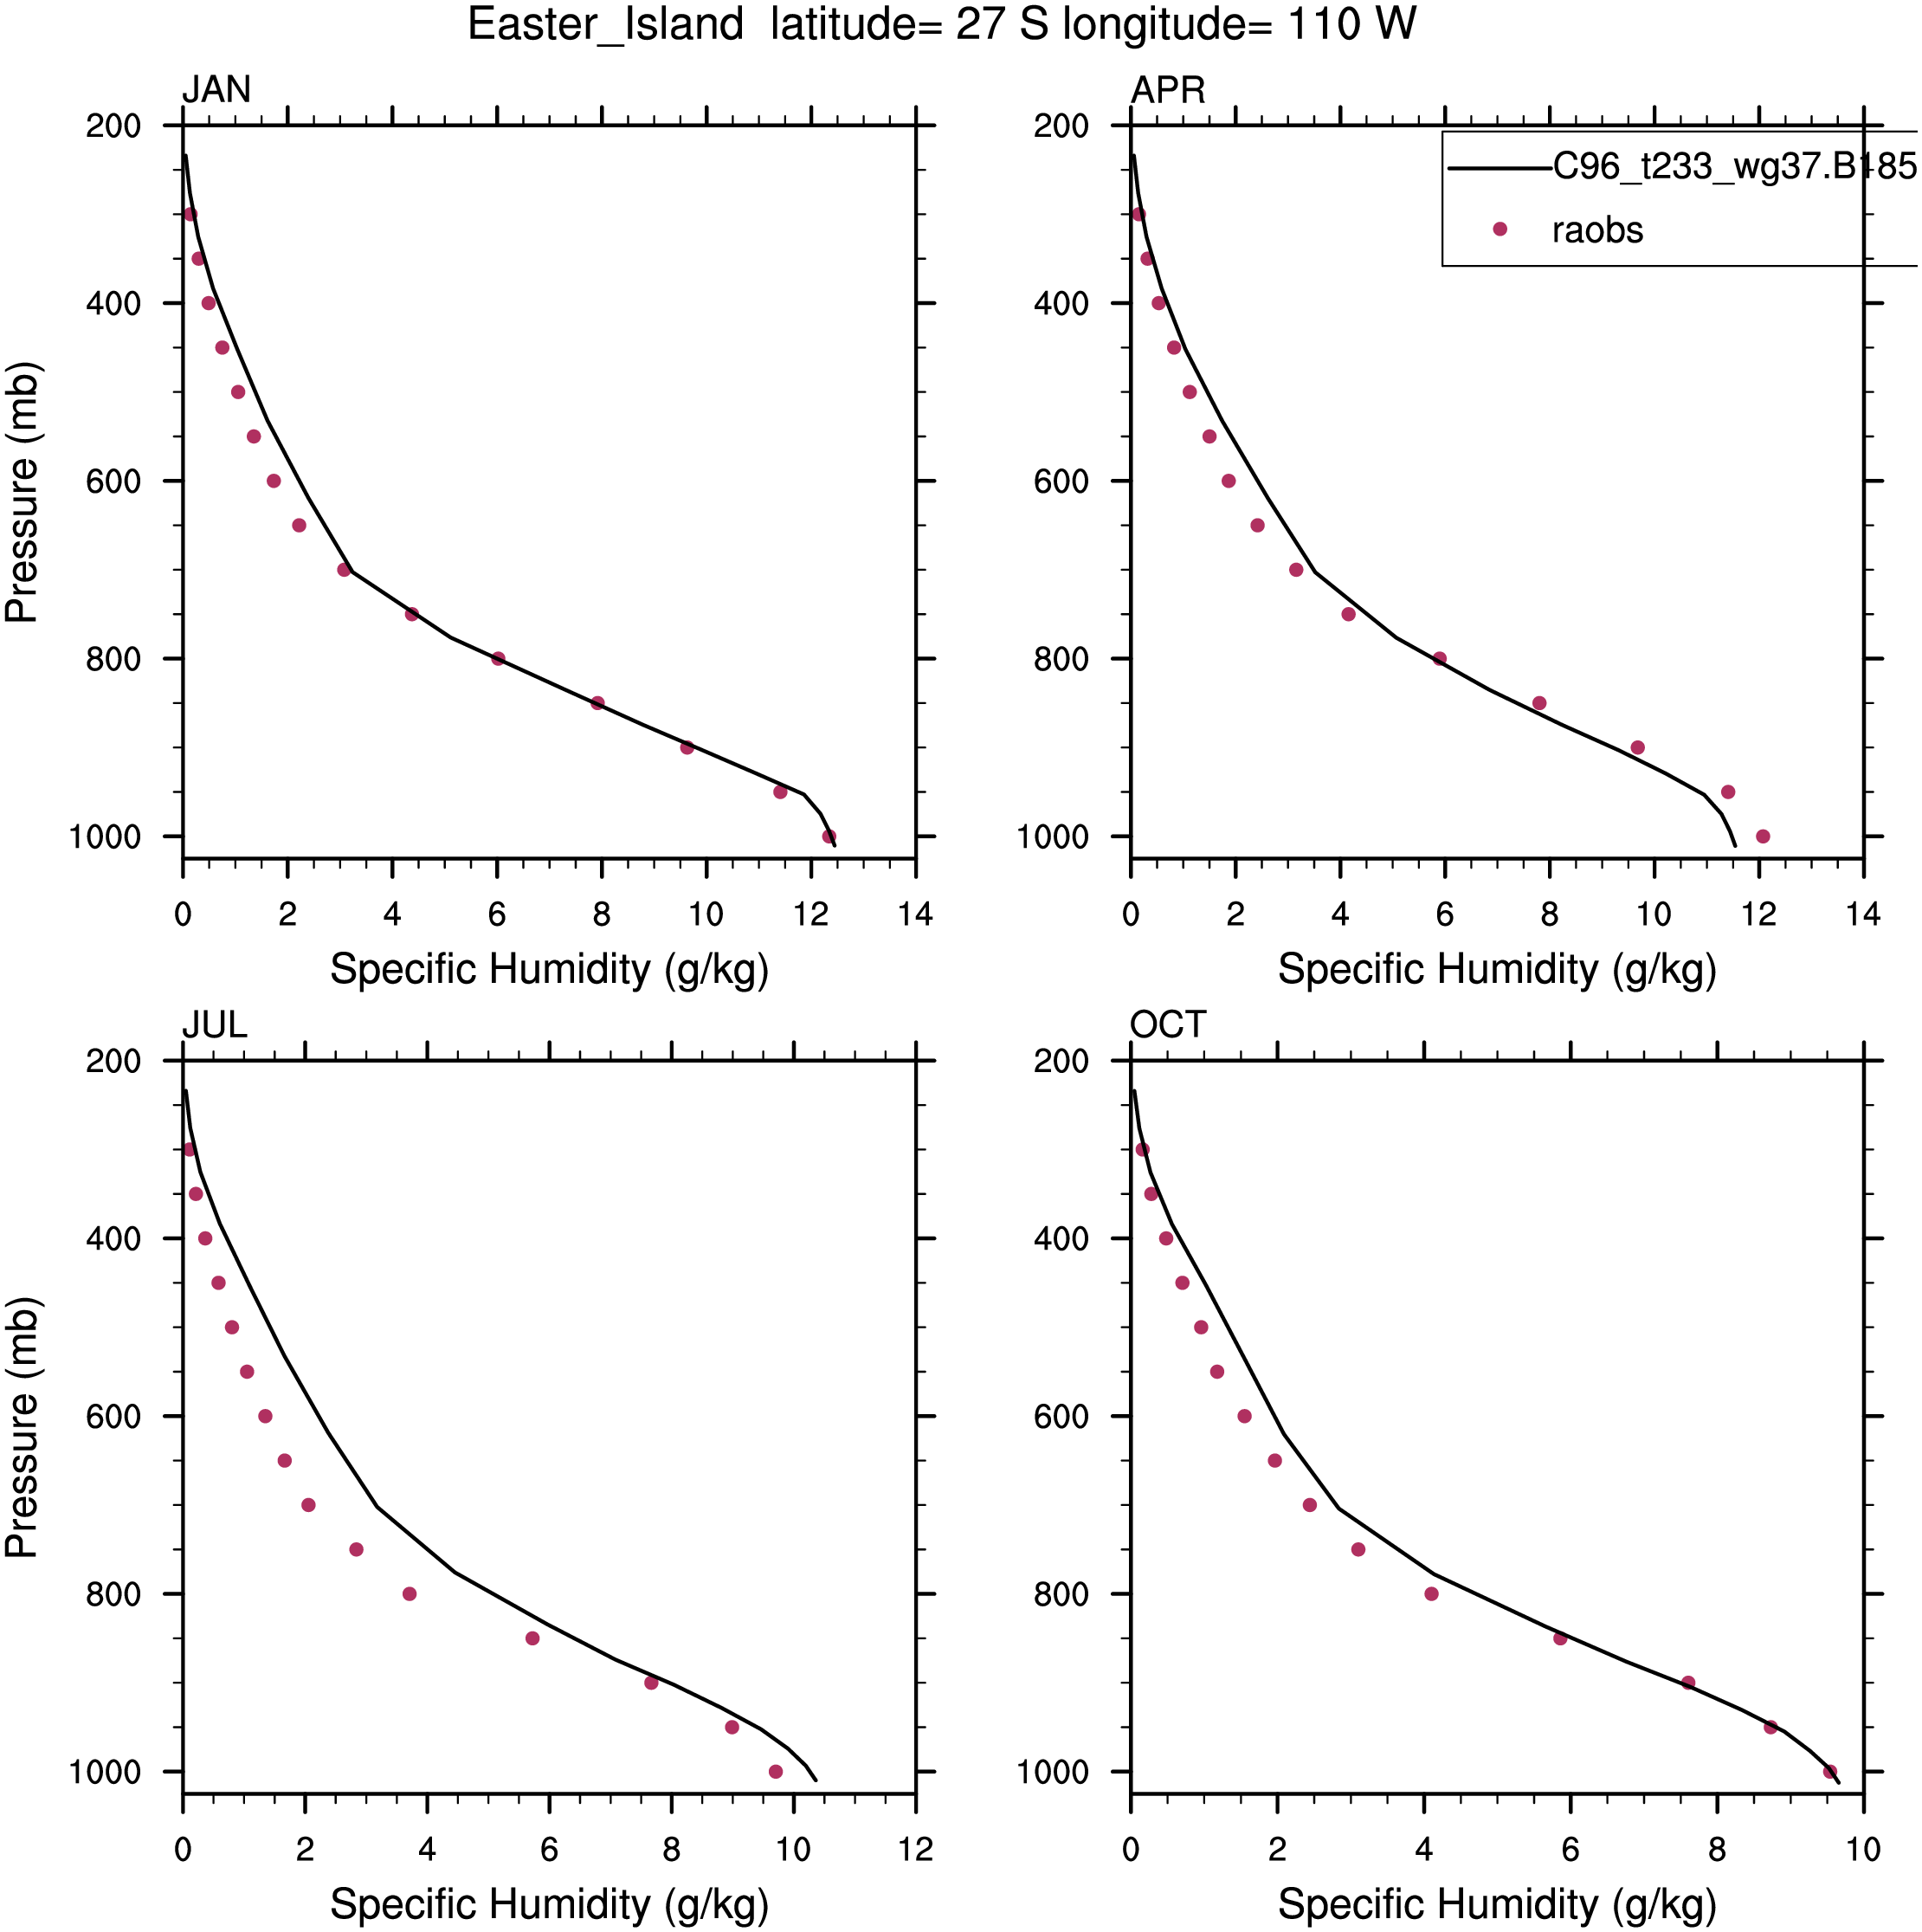 Easter_Island latitude= 27 S longitude= 110 W
JAN
200
400
600
800
1000
Pressure (mb)
0 2 4 6 8 10 12 14
Specific Humidity (g/kg)
APR
200
400
600
800
1000
C96_t233_wg37.B185
raobs
0 2 4 6 8 10 12 14
Specific Humidity (g/kg)
JUL
200
400
600
800
1000
Pressure (mb)
0 2 4 6 8 10 12
Specific Humidity (g/kg)
OCT
200
400
600
800
1000
0 2 4 6 8 10
Specific Humidity (g/kg)